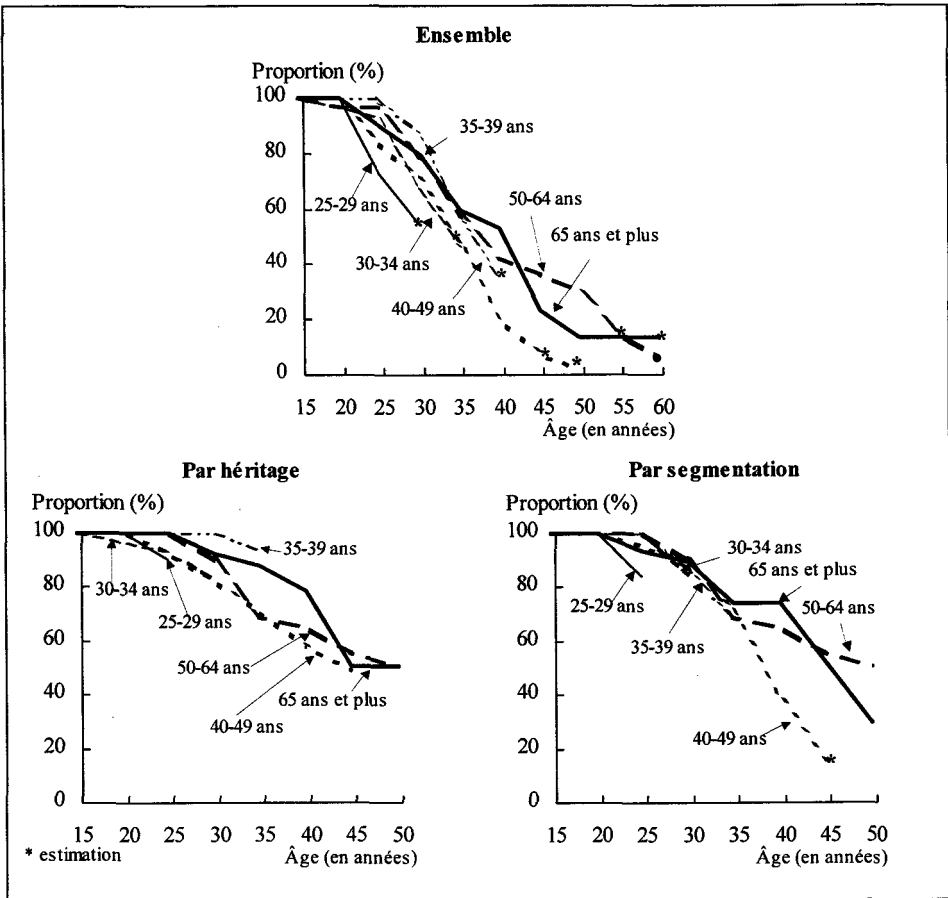 Ensemble
Proportion (%)
100
80
60
40
20
0
35-39 ans
25-29 ans
50-64 ans
65 ans et plus
30-34 ans
40-49 ans
* * * * * * *
15 20 25 30 35 40 45 50 55 60
Âge (en années)
Par héritage
Proportion (%)
100
80
60
40
20
0
35-39 ans
30-34 ans
25-29 ans
50-64 ans
65 ans et plus
40-49 ans
15 20 25 30 35 40 45 50
* estimation
Âge (en années)
Par segmentation
Proportion (%)
100
80
60
40
20
0
30-34 ans
65 ans et plus
25-29 ans
50-64 ans
35-39 ans
40-49 ans
*
15 20 25 30 35 40 45 50
Âge (en années)